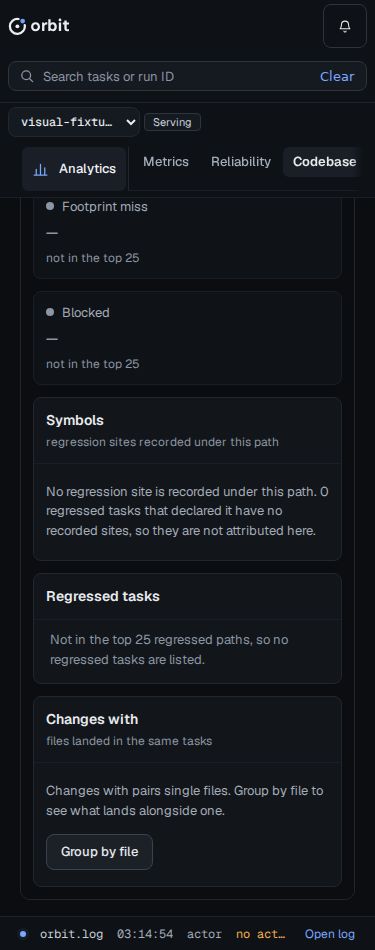 orbit
Search tasks or run ID Clear
visual-fixtu… Serving
Analytics Metrics Reliability Codebase
Footprint miss
—
not in the top 25
Blocked
—
not in the top 25
Symbols
regression sites recorded under this path
No regression site is recorded under this path. 0
regressed tasks that declared it have no
recorded sites, so they are not attributed here.
Regressed tasks
Not in the top 25 regressed paths, so no
regressed tasks are listed.
Changes with
files landed in the same tasks
Changes with pairs single files. Group by file to
see what lands alongside one.
Group by file
orbit.log 03:14:54 actor no act… Open log